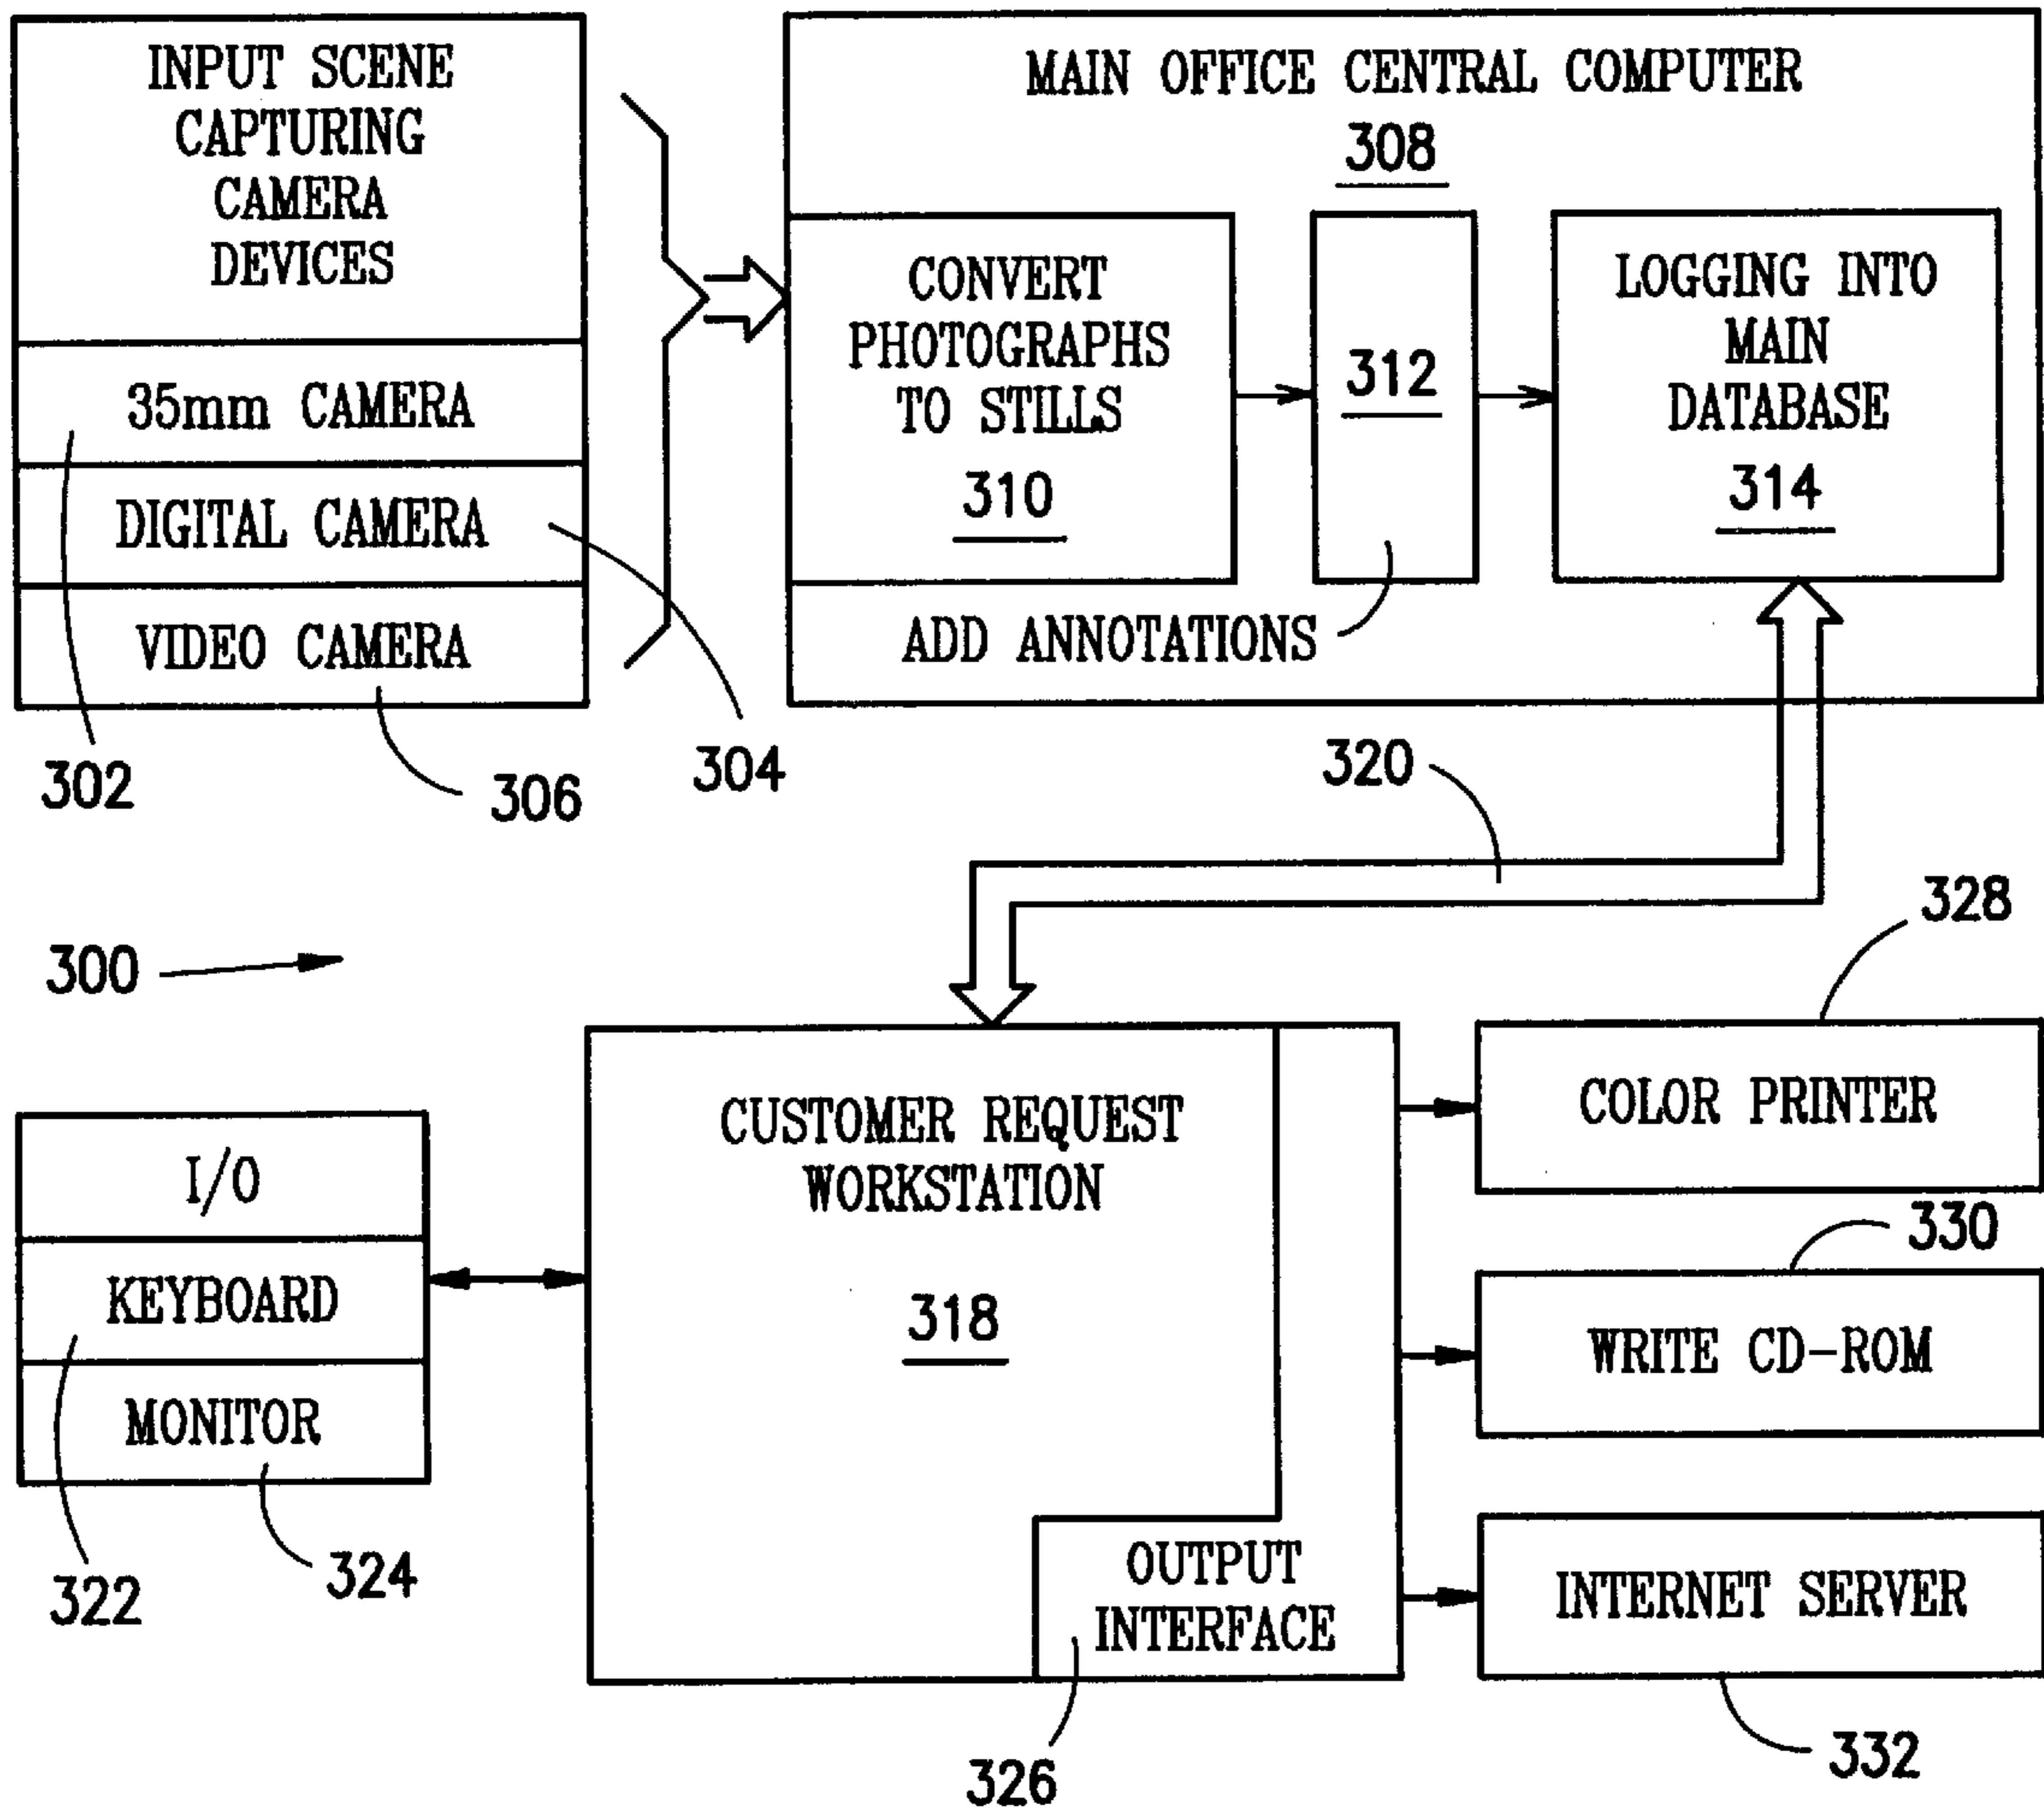 INPUT SCENE
CAPTURING
CAMERA
DEVICES
35mm CAMERA
DIGITAL CAMERA
VIDEO CAMERA
302
306
304
MAIN OFFICE CENTRAL COMPUTER
308
CONVERT
PHOTOGRAPHS
TO STILLS
310
312
LOGGING INTO
MAIN
DATABASE
314
ADD ANNOTATIONS
320
300
328
I/O
KEYBOARD
MONITOR
322
324
CUSTOMER REQUEST
WORKSTATION
318
OUTPUT
INTERFACE
326
COLOR PRINTER
330
WRITE CD-ROM
INTERNET SERVER
332